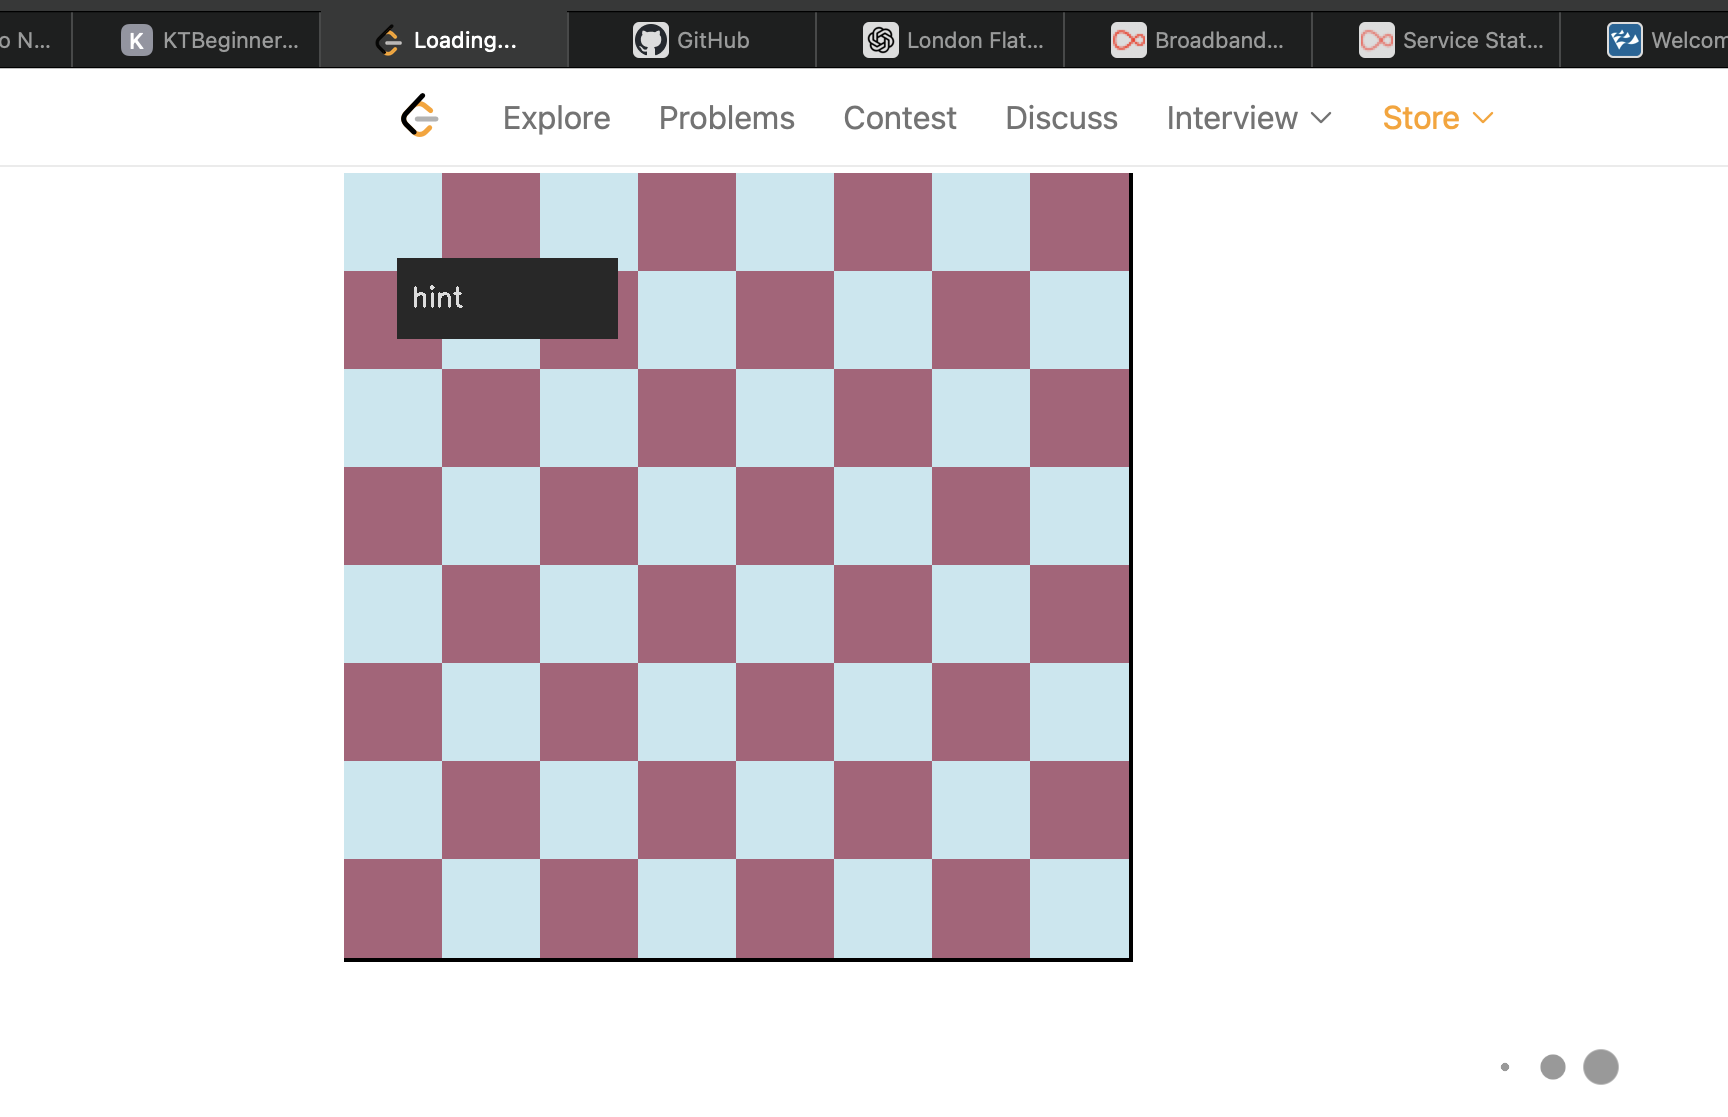 o N...
K KTBeginner...
Loading...
GitHub
London Flat...
Broadband...
Service Stat...
Welcom
Explore Problems Contest Discuss Interview Store
hint